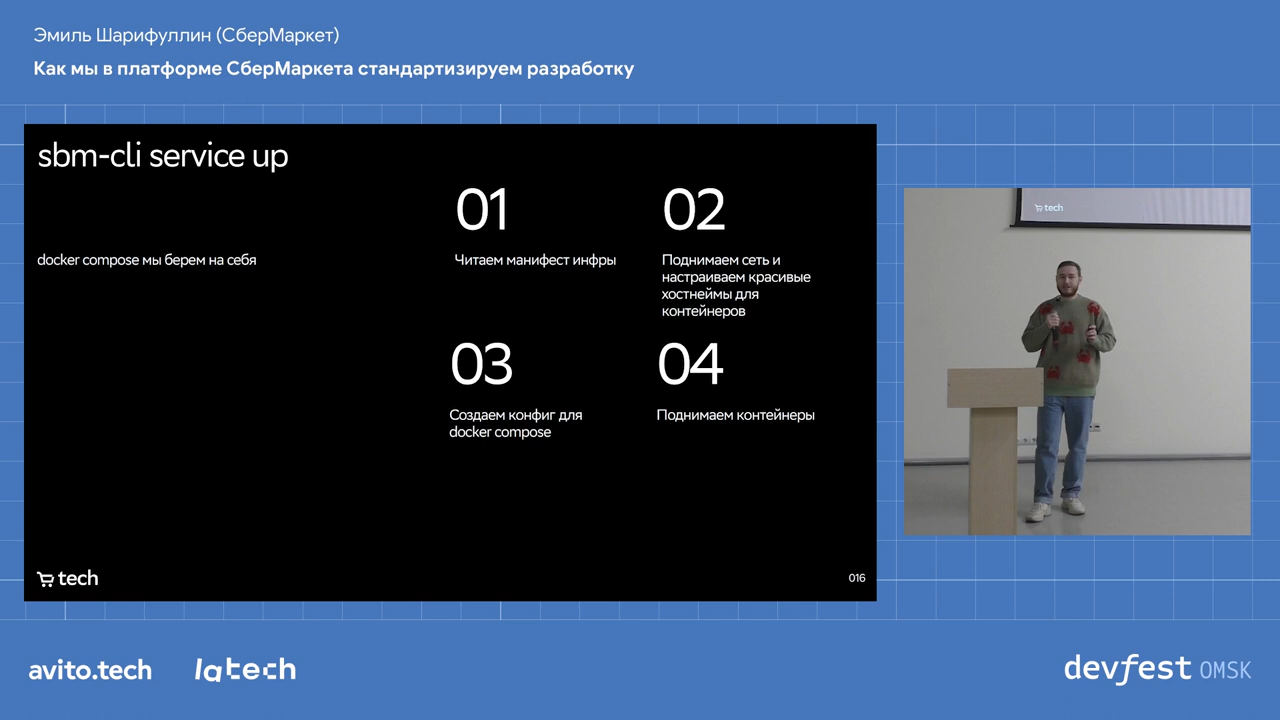 Эмиль Шарифуллин (СберМаркет)
Как мы в платформе СберМаркета стандартизируем разработку
sbm-cli service up
docker compose мы берем на себя
01
Читаем манифест инфры
02
Поднимаем сеть и
настраиваем красивые
хостнеймы для
контейнеров
03
Создаем конфиг для
docker compose
04
Поднимаем контейнеры
tech
016
tech
avito.tech
latech
devfest OMSK